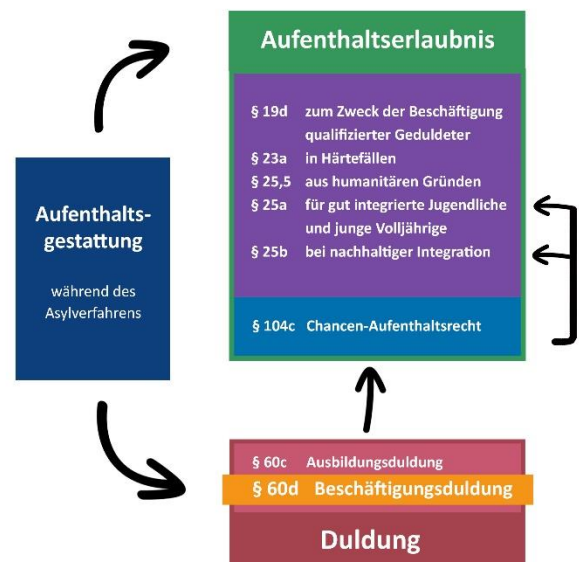 Aufenthaltserlaubnis
§ 19d zum Zweck der Beschäftigung
qualifizierter Geduldeter
§ 23a in Härtefällen
§ 25,5 aus humanitären Gründen
§ 25a für gut integrierte Jugendliche
und junge Volljährige
§ 25b bei nachhaltiger Integration
§ 104c Chancen-Aufenthaltsrecht
Aufenthalts-
gestattung
während des
Asylverfahrens
§ 60c Ausbildungsduldung
§ 60d Beschäftigungsduldung
Duldung